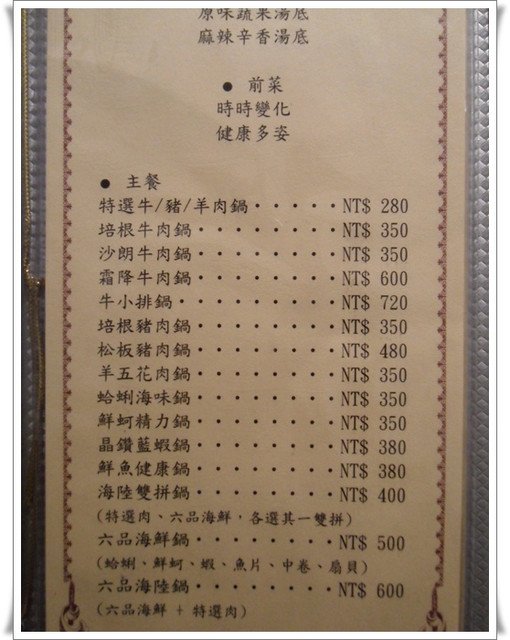 原味蔬果湯底
麻辣辛香湯底
● 前菜
時時變化
健康多姿
● 主餐
特選牛/豬/羊肉鍋·····NT$ 280
培根牛肉鍋········NT$ 350
沙朗牛肉鍋········NT$ 350
霜降牛肉鍋········NT$ 600
牛小排鍋·········NT$ 720
培根豬肉鍋········NT$ 350
松板豬肉鍋········NT$ 480
羊五花肉鍋········NT$ 350
蛤蜊海味鍋········NT$ 350
鮮蚵精力鍋········NT$ 350
晶鑽藍蝦鍋········NT$ 380
鮮魚健康鍋········NT$ 380
海陸雙拼鍋········NT$ 400
(特選肉、六品海鮮，各選其一雙拼)
六品海鮮鍋········NT$ 500
(蛤蜊、鮮蚵、蝦、魚片、中卷、扇貝)
六品海陸鍋········NT$ 600
(六品海鮮 + 特選肉)